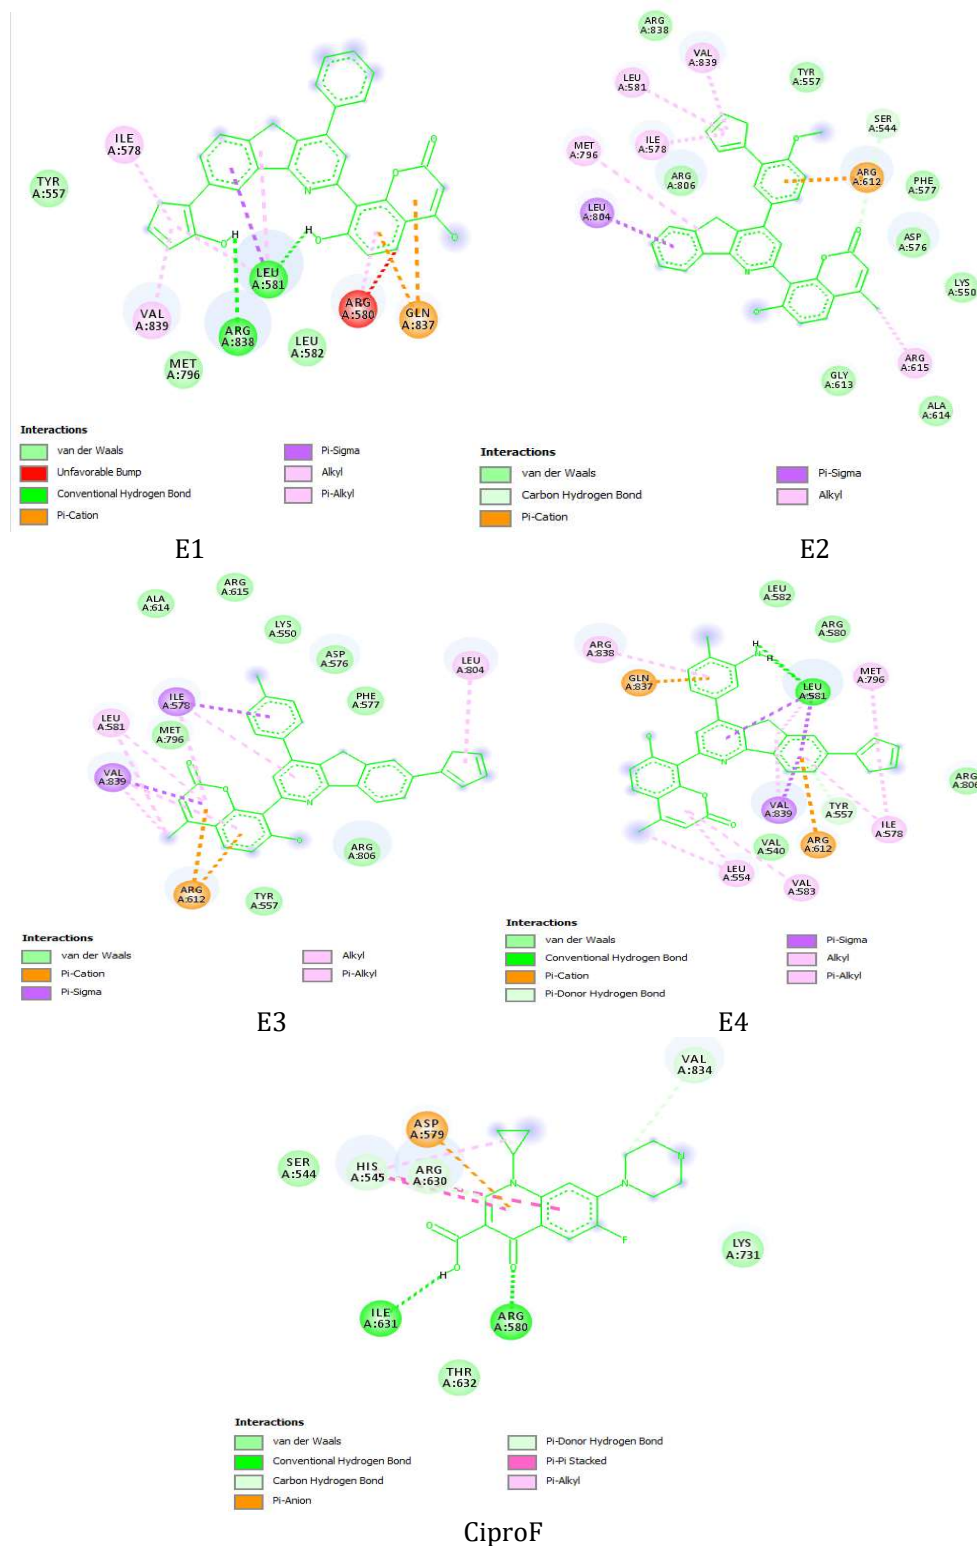 ILE
A:578
TYR
A:557
VAL
A:839
MET
A:796
ARG
A:838
LEU
A:581
LEU
A:582
ARG
A:580
GLN
A:837
H
H
O
O
Interactions
van der Waals
Unfavorable Bump
Conventional Hydrogen Bond
Pi-Cation
Pi-Sigma
Alkyl
Pi-Alkyl
E1
ARG
A:838
VAL
A:839
LEU
A:581
TYR
A:557
SER
A:544
MET
A:796
ILE
A:578
ARG
A:806
ARG
A:612
PHE
A:577
LEU
A:804
ASP
A:576
LYS
A:550
ARG
A:615
GLY
A:613
ALA
A:614
Interactions
van der Waals
Carbon Hydrogen Bond
Pi-Cation
Pi-Sigma
Alkyl
E2
ALA
A:614
ARG
A:615
LYS
A:550
ASP
A:576
LEU
A:804
ILE
A:578
PHE
A:577
LEU
A:581
MET
A:796
VAL
A:839
ARG
A:806
ARG
A:612
TYR
A:557
Interactions
van der Waals
Pi-Cation
Pi-Sigma
Alkyl
Pi-Alkyl
E3
LEU
A:582
ARG
A:580
ARG
A:838
GLN
A:837
MET
A:796
LEU
A:581
H
H
ARG
A:806
VAL
A:839
TYR
A:557
ILE
A:578
VAL
A:540
ARG
A:612
LEU
A:554
VAL
A:583
Interactions
van der Waals
Conventional Hydrogen Bond
Pi-Cation
Pi-Donor Hydrogen Bond
Pi-Sigma
Alkyl
Pi-Alkyl
E4
VAL
A:834
ASP
A:579
SER
A:544
HIS
A:545
ARG
A:630
N
N
O
F
H
O
O
LYS
A:731
ILE
A:631
ARG
A:580
THR
A:632
Interactions
van der Waals
Conventional Hydrogen Bond
Carbon Hydrogen Bond
Pi-Anion
Pi-Donor Hydrogen Bond
Pi-Pi Stacked
Pi-Alkyl
CiproF